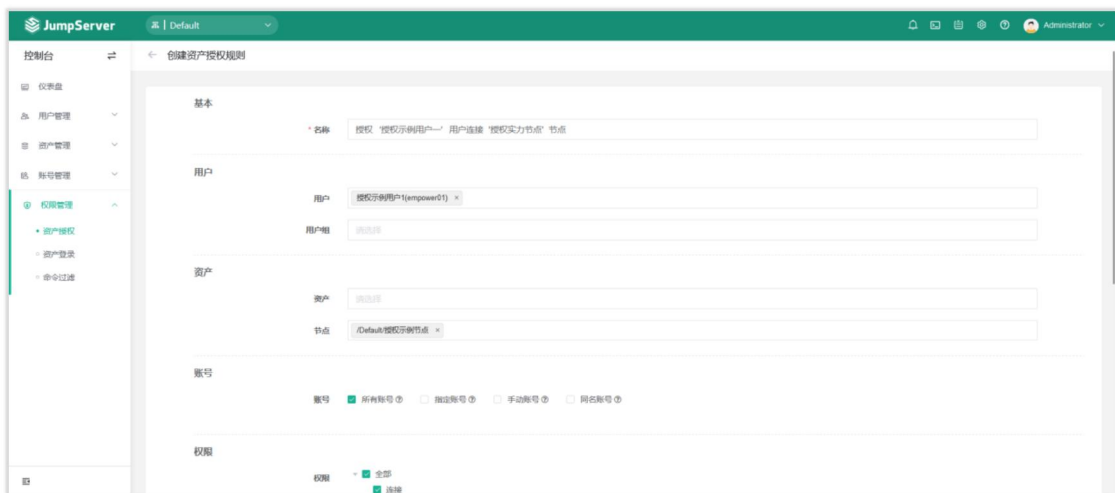 JumpServer
Default
Administrator
控制台
创建资产授权规则
仪表盘
用户管理
资产管理
账号管理
权限管理
资产授权
资产登录
命令过滤
基本
* 名称
授权 '授权示例用户一' 用户连接 '授权实力节点' 节点
用户
用户
授权示例用户1(empower01) ×
用户组
请选择
资产
资产
请选择
节点
/Default/授权示例节点 ×
账号
账号
所有账号
指定账号
手动账号
同名账号
权限
权限
全部
连接